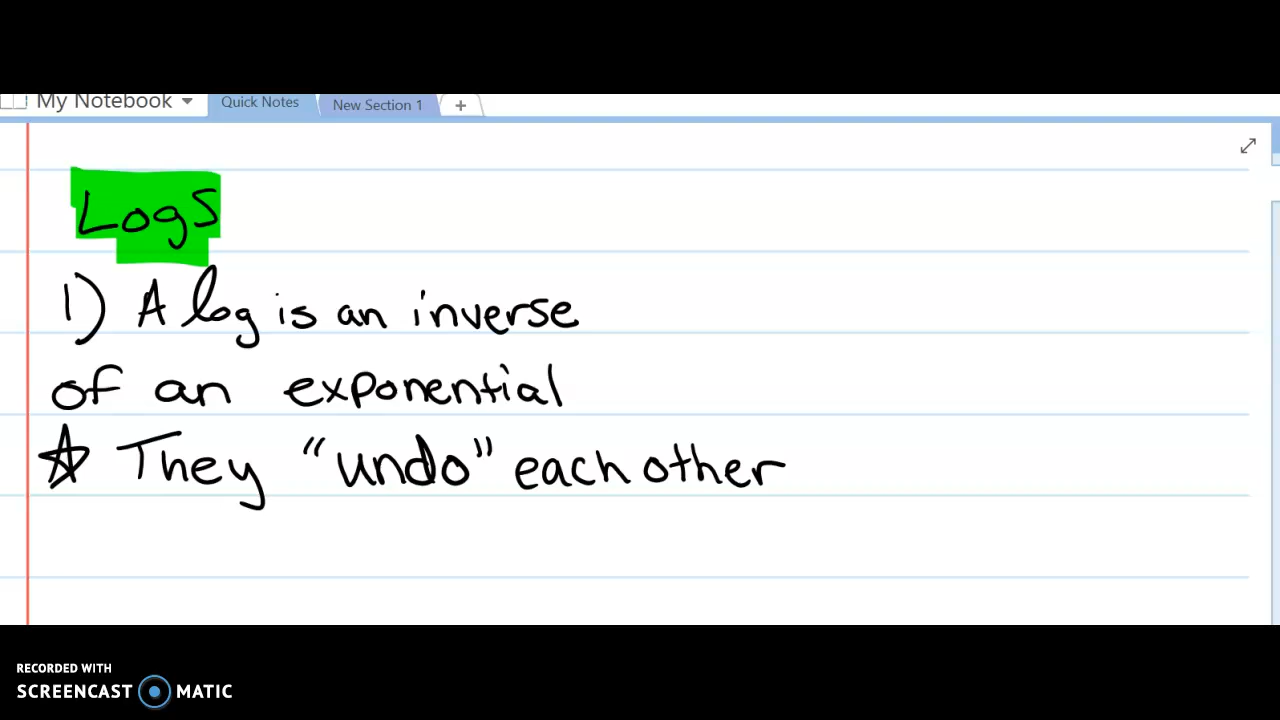 My Notebook
Quick Notes
New Section 1
+
Logs
1) A log is an inverse
of an exponential
☆ They "undo" each other
RECORDED WITH
SCREENCAST MATIC